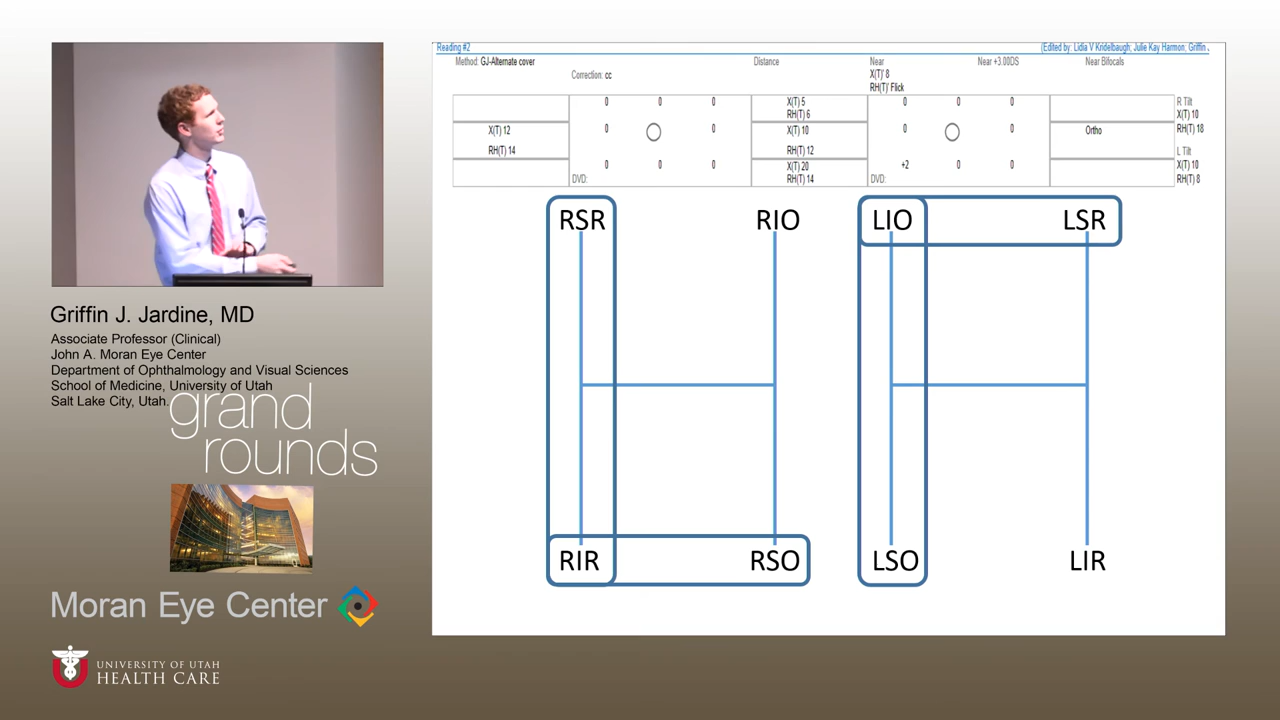 Reading #2
(Edited by: Lidia V Kridelbaugh; Julie Kay Harmon; Griffin J
Method: GJ-Alternate cover
Correction: cc
Distance
Near
X(T)' 8
RH(T)' Flick
Near +3.00DS
Near Bifocals
0 0 0
X(T) 5
RH(T) 6
0 0 0
R Tilt
X(T) 10
RH(T) 18
X(T) 12
RH(T) 14
0 0
X(T) 10
RH(T) 12
0 0
Ortho
L Tilt
X(T) 10
RH(T) 8
0 0 0
DVD:
X(T) 20
RH(T) 14
+2 0 0
DVD:
RSR RIO LIO LSR
RIR RSO LSO LIR
Griffin J. Jardine, MD
Associate Professor (Clinical)
John A. Moran Eye Center
Department of Ophthalmology and Visual Sciences
School of Medicine, University of Utah
Salt Lake City, Utah.
grand
rounds
Moran Eye Center
UNIVERSITY OF UTAH
HEALTH CARE